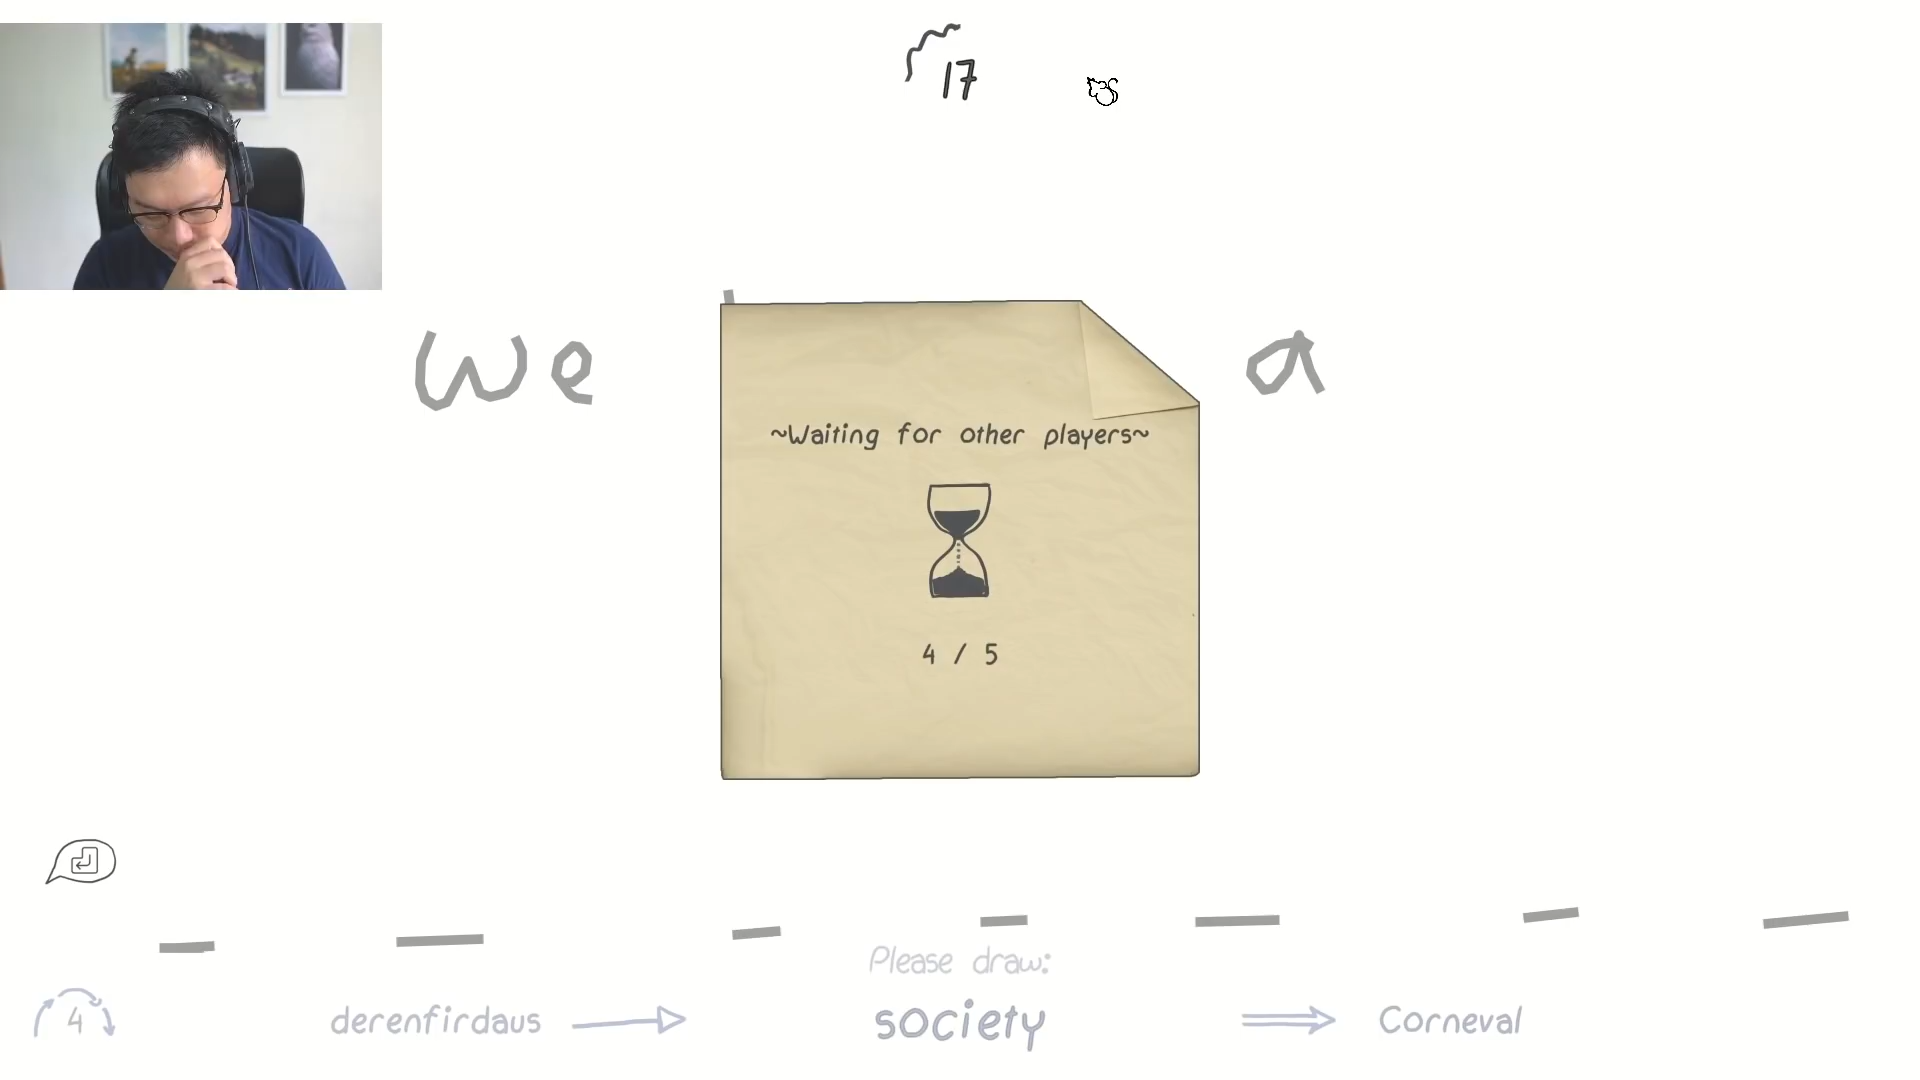 17
we a
~Waiting for other players~
4 / 5
Please draw:
4 derenfirdaus society Corneval